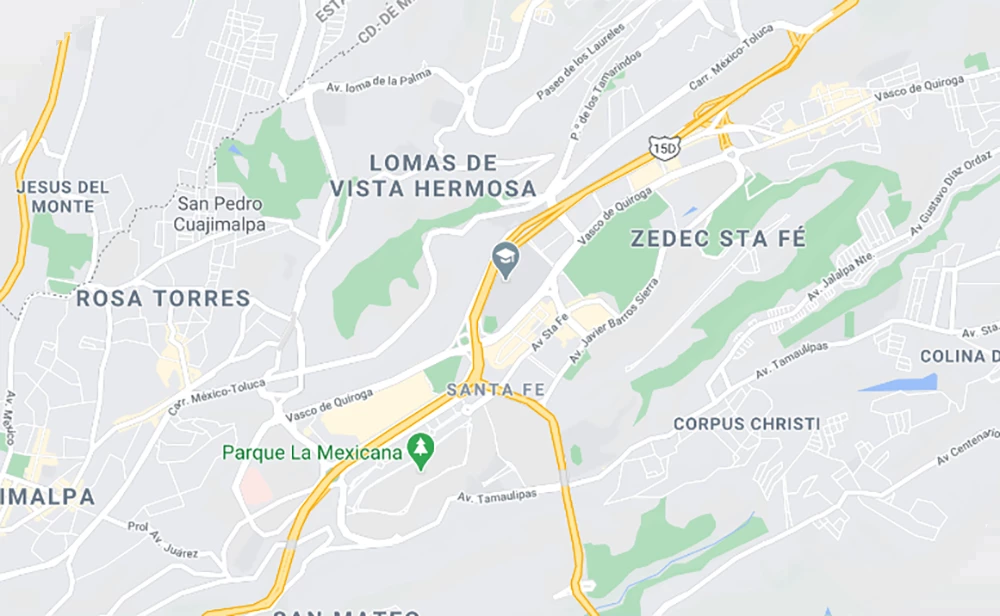 EST
CD. DE M
Av. loma de la Palma
Paseo de los Laureles
P.º de los Tamarindos
Carr. México-Toluca
Vasco de Quiroga
15D
LOMAS DE
VISTA HERMOSA
JESUS DEL
MONTE
San Pedro
Cuajimalpa
Vasco de Quiroga
ZEDEC STA FÉ
Av Gustavo Díaz Ordaz
Av. Jalalpa Nte.
ROSA TORRES
Av Sta Fe
Av. Javier Barros Sierra
Av. Sta.
Av. Tamaulipas
COLINA D
Carr. México-Toluca
Vasco de Quiroga
SANTA FE
Av. México
CORPUS CHRISTI
Parque La Mexicana
Av Centenario
IMALPA
Av. Tamaulipas
Prol Av. Juárez
SAN MATEO